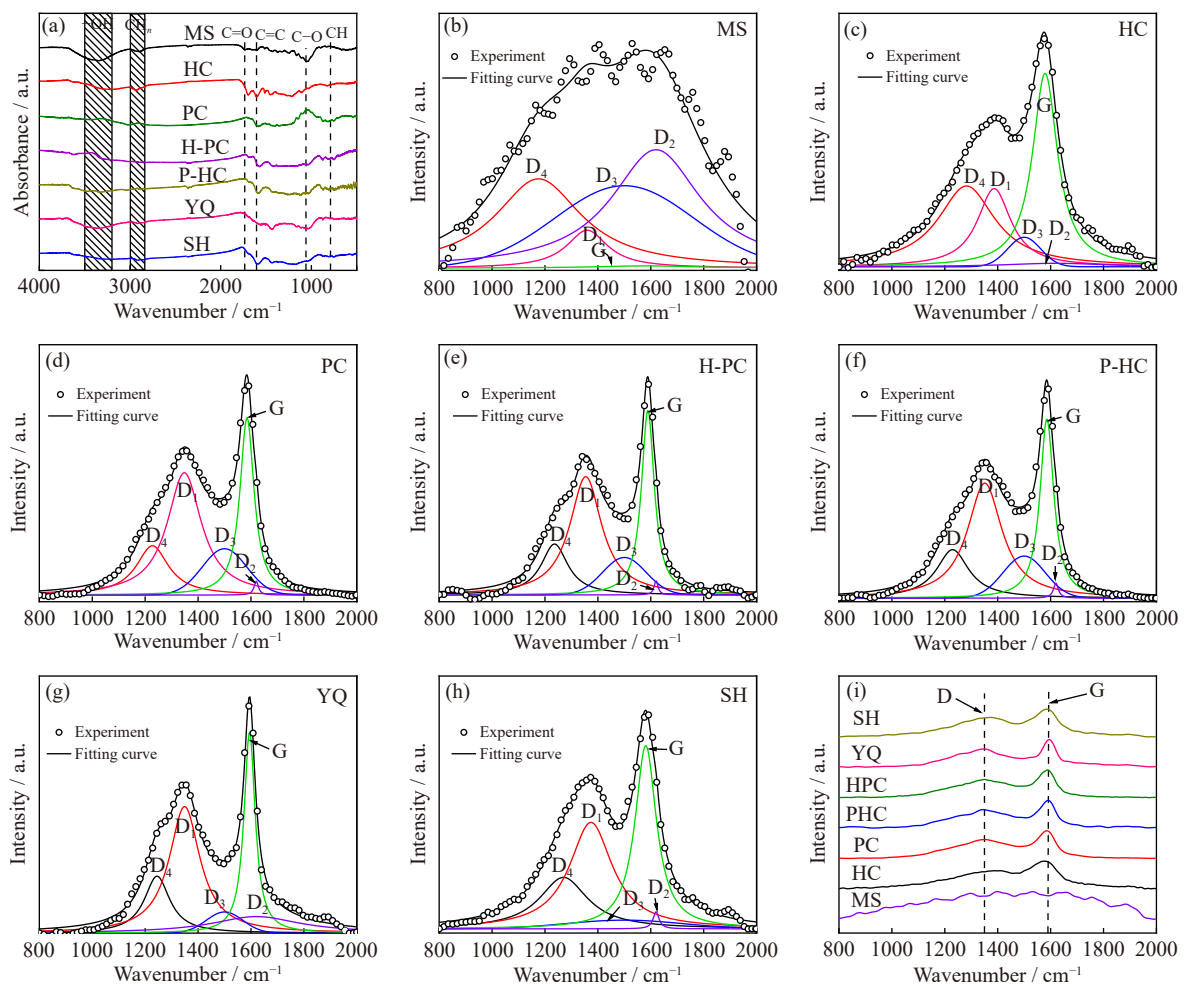 (a)
C=O C=C C−O CH
MS
HC
PC
H-PC
P-HC
YQ
SH
Absorbance / a.u.
4000 3000 2000 1000
Wavenumber / cm−1
(b)
MS
Experiment
Fitting curve
D2
D4
D3
D1
G
Intensity / a.u.
800 1000 1200 1400 1600 1800 2000
Wavenumber / cm−1
(c)
HC
Experiment
Fitting curve
G
D4 D1
D3 D2
Intensity / a.u.
800 1000 1200 1400 1600 1800 2000
Wavenumber / cm−1
(d)
PC
Experiment
Fitting curve
G
D1
D4
D3
D2
Intensity / a.u.
800 1000 1200 1400 1600 1800 2000
Wavenumber / cm−1
(e)
H-PC
Experiment
Fitting curve
G
D1
D4
D3
D2
Intensity / a.u.
800 1000 1200 1400 1600 1800 2000
Wavenumber / cm−1
(f)
P-HC
Experiment
Fitting curve
G
D1
D4
D3
D2
Intensity / a.u.
800 1000 1200 1400 1600 1800 2000
Wavenumber / cm−1
(g)
YQ
Experiment
Fitting curve
G
D1
D4
D3
D2
Intensity / a.u.
800 1000 1200 1400 1600 1800 2000
Wavenumber / cm−1
(h)
SH
Experiment
Fitting curve
G
D1
D4
D3
D2
Intensity / a.u.
800 1000 1200 1400 1600 1800 2000
Wavenumber / cm−1
(i)
D G
SH
YQ
HPC
PHC
PC
HC
MS
Intensity / a.u.
800 1000 1200 1400 1600 1800 2000
Wavenumber / cm−1